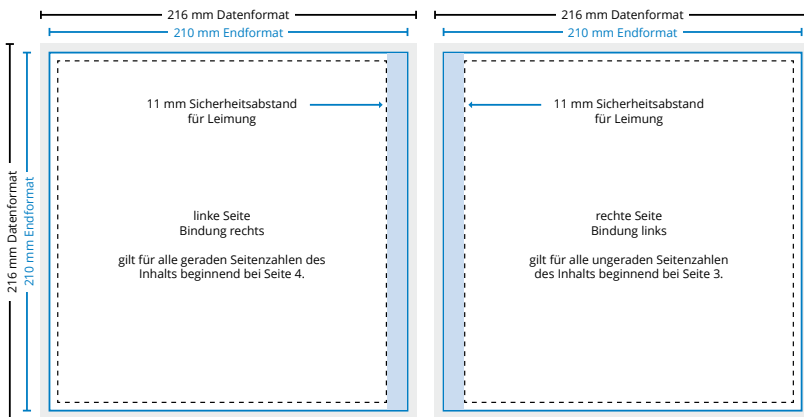 216 mm Datenformat
210 mm Endformat
216 mm Datenformat
210 mm Endformat
11 mm Sicherheitsabstand
für Leimung
linke Seite
Bindung rechts
gilt für alle geraden Seitenzahlen des
Inhalts beginnend bei Seite 4.
216 mm Datenformat
210 mm Endformat
11 mm Sicherheitsabstand
für Leimung
rechte Seite
Bindung links
gilt für alle ungeraden Seitenzahlen
des Inhalts beginnend bei Seite 3.